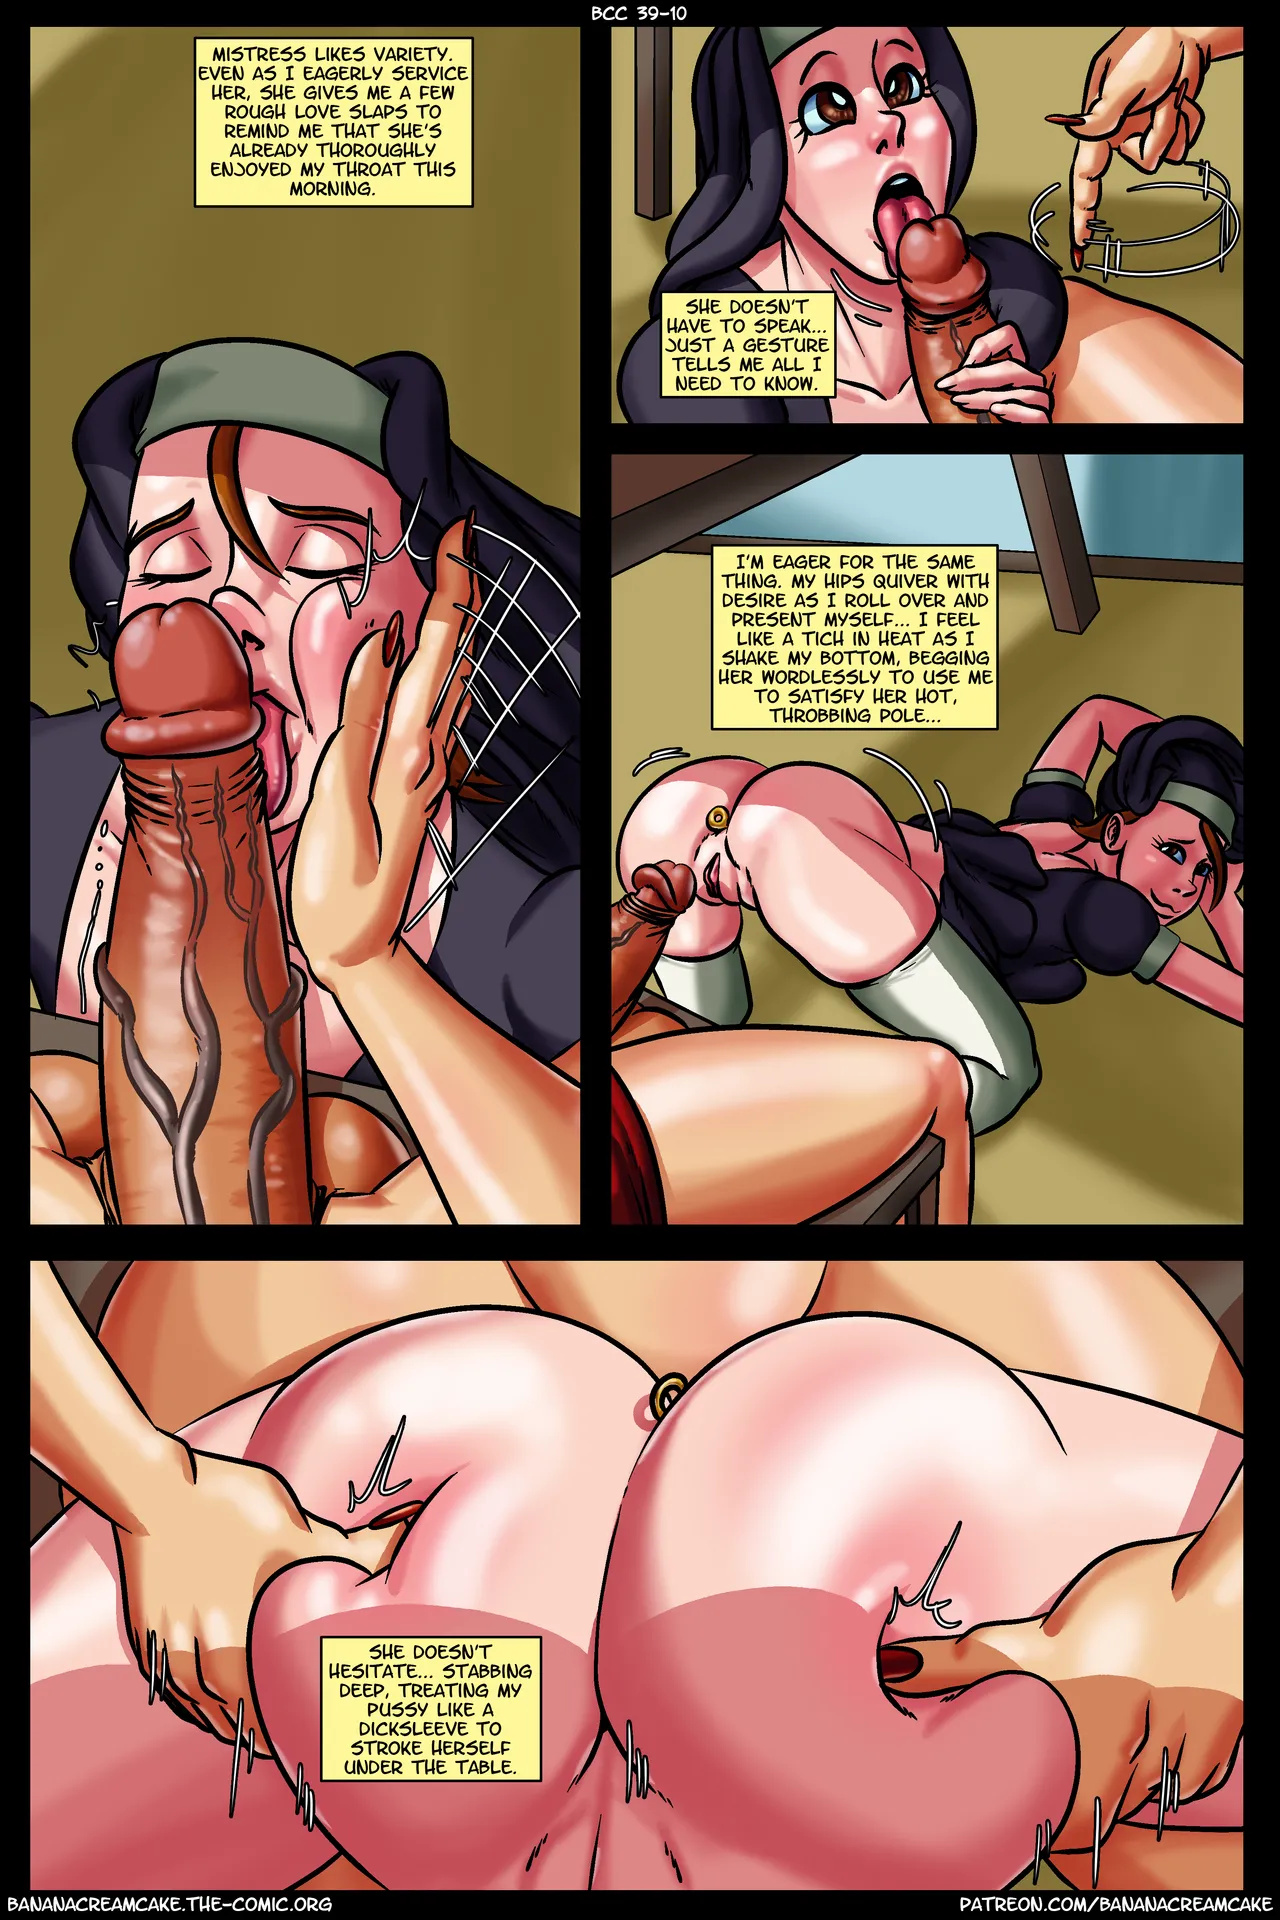 BCC 39-10
MISTRESS LIKES VARIETY.
EVEN AS I EAGERLY SERVICE
HER, SHE GIVES ME A FEW
ROUGH LOVE SLAPS TO
REMIND ME THAT SHE'S
ALREADY THOROUGHLY
ENJOYED MY THROAT THIS
MORNING.
SHE DOESN'T
HAVE TO SPEAK...
JUST A GESTURE
TELLS ME ALL I
NEED TO KNOW.
I'M EAGER FOR THE SAME
THING. MY HIPS QUIVER WITH
DESIRE AS I ROLL OVER AND
PRESENT MYSELF... I FEEL
LIKE A TICH IN HEAT AS I
SHAKE MY BOTTOM, BEGGING
HER WORDLESSLY TO USE ME
TO SATISFY HER HOT,
THROBBING POLE...
SHE DOESN'T
HESITATE... STABBING
DEEP, TREATING MY
PUSSY LIKE A
DICKSLEEVE TO
STROKE HERSELF
UNDER THE TABLE.
BANANACREAMCAKE.THE-COMIC.ORG
PATREON.COM/BANANACREAMCAKE